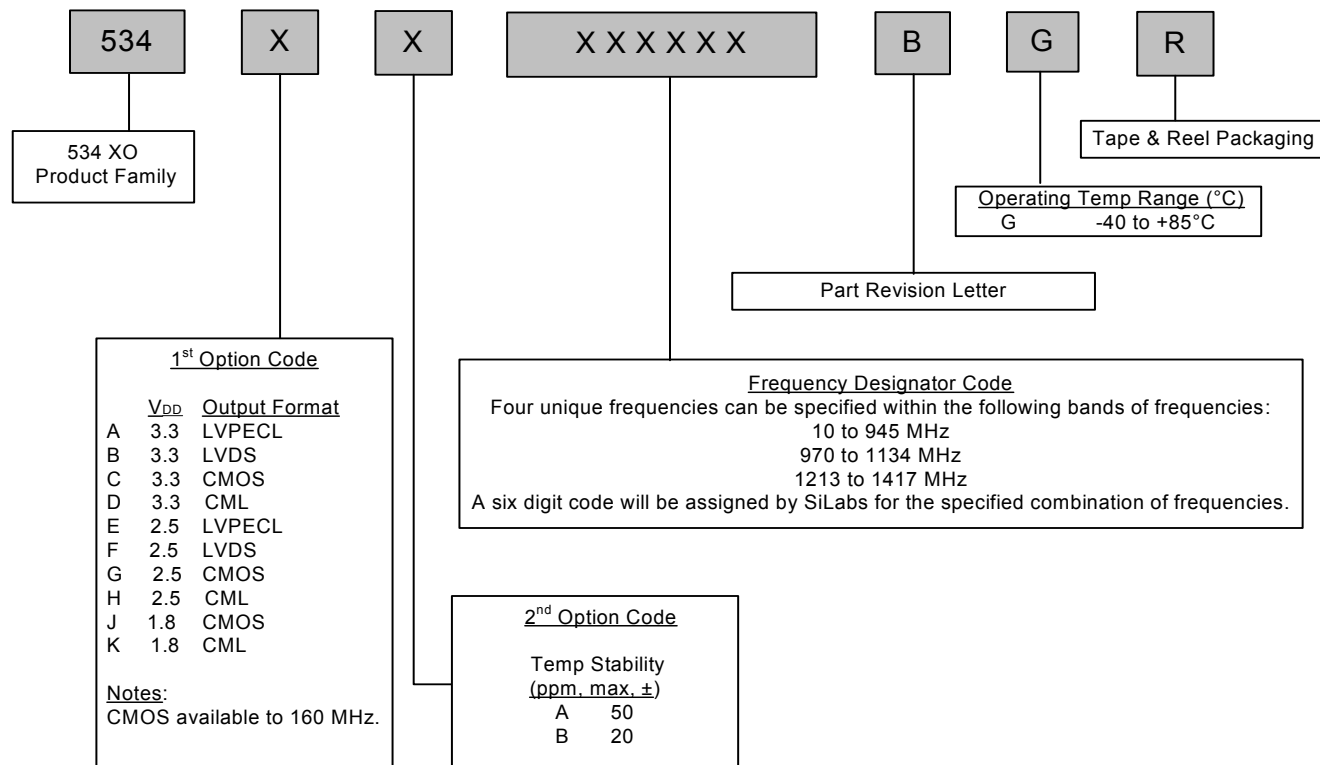 534 X X X X X X X X B G R
534 XO
Product Family
Tape & Reel Packaging
Operating Temp Range (°C)
G -40 to +85°C
Part Revision Letter
1st Option Code
VDD Output Format
A 3.3 LVPECL
B 3.3 LVDS
C 3.3 CMOS
D 3.3 CML
E 2.5 LVPECL
F 2.5 LVDS
G 2.5 CMOS
H 2.5 CML
J 1.8 CMOS
K 1.8 CML
Notes:
CMOS available to 160 MHz.
Frequency Designator Code
Four unique frequencies can be specified within the following bands of frequencies:
10 to 945 MHz
970 to 1134 MHz
1213 to 1417 MHz
A six digit code will be assigned by SiLabs for the specified combination of frequencies.
2nd Option Code
Temp Stability
(ppm, max, ±)
A 50
B 20